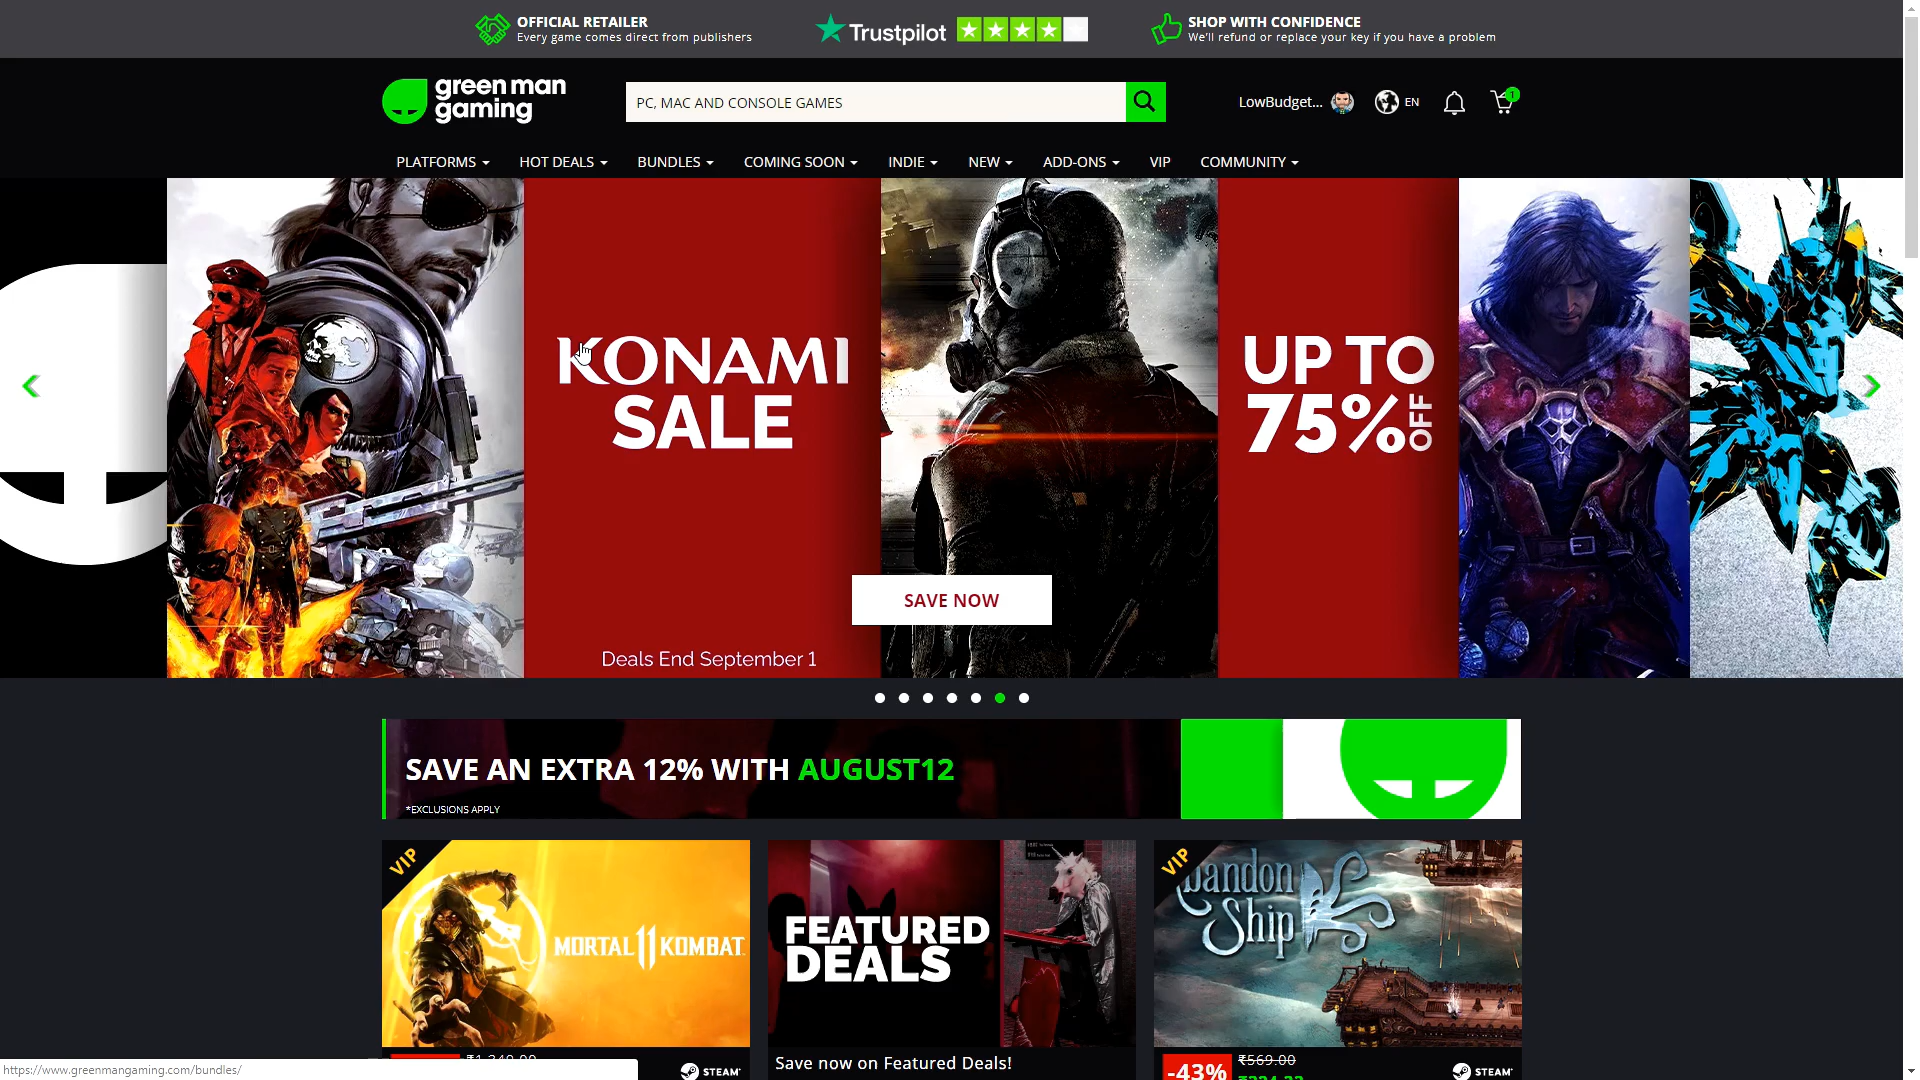 OFFICIAL RETAILER
Every game comes direct from publishers
Trustpilot
SHOP WITH CONFIDENCE
We'll refund or replace your key if you have a problem
green man gaming
PC, MAC AND CONSOLE GAMES
LowBudget...
EN
1
PLATFORMS
HOT DEALS
BUNDLES
COMING SOON
INDIE
NEW
ADD-ONS
VIP
COMMUNITY
KONAMI
SALE
Deals End September 1
UP TO
75% OFF
SAVE NOW
SAVE AN EXTRA 12% WITH AUGUST12
*EXCLUSIONS APPLY
VIP
MORTAL KOMBAT 11
STEAM
FEATURED
DEALS
Save now on Featured Deals!
VIP
Abandon
Ship
-43%
₹569.00
STEAM
https://www.greenmangaming.com/bundles/